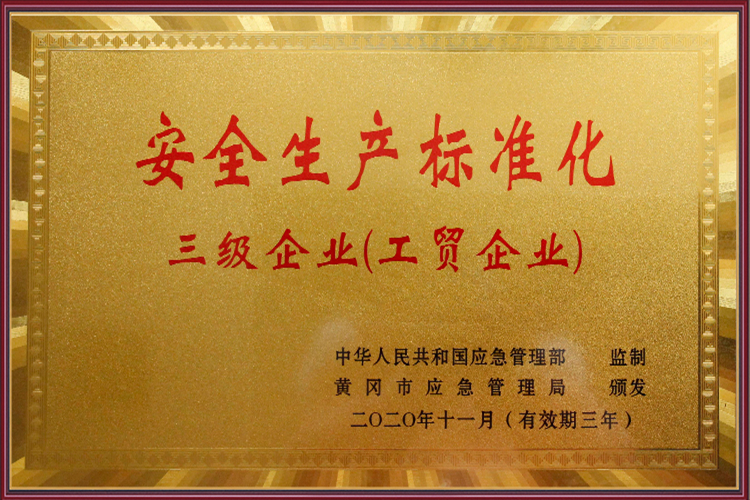 安全生产标准化
三级企业(工贸企业)
中华人民共和国应急管理部 监制
黄冈市应急管理局 颁发
二〇二〇年十一月(有效期三年)